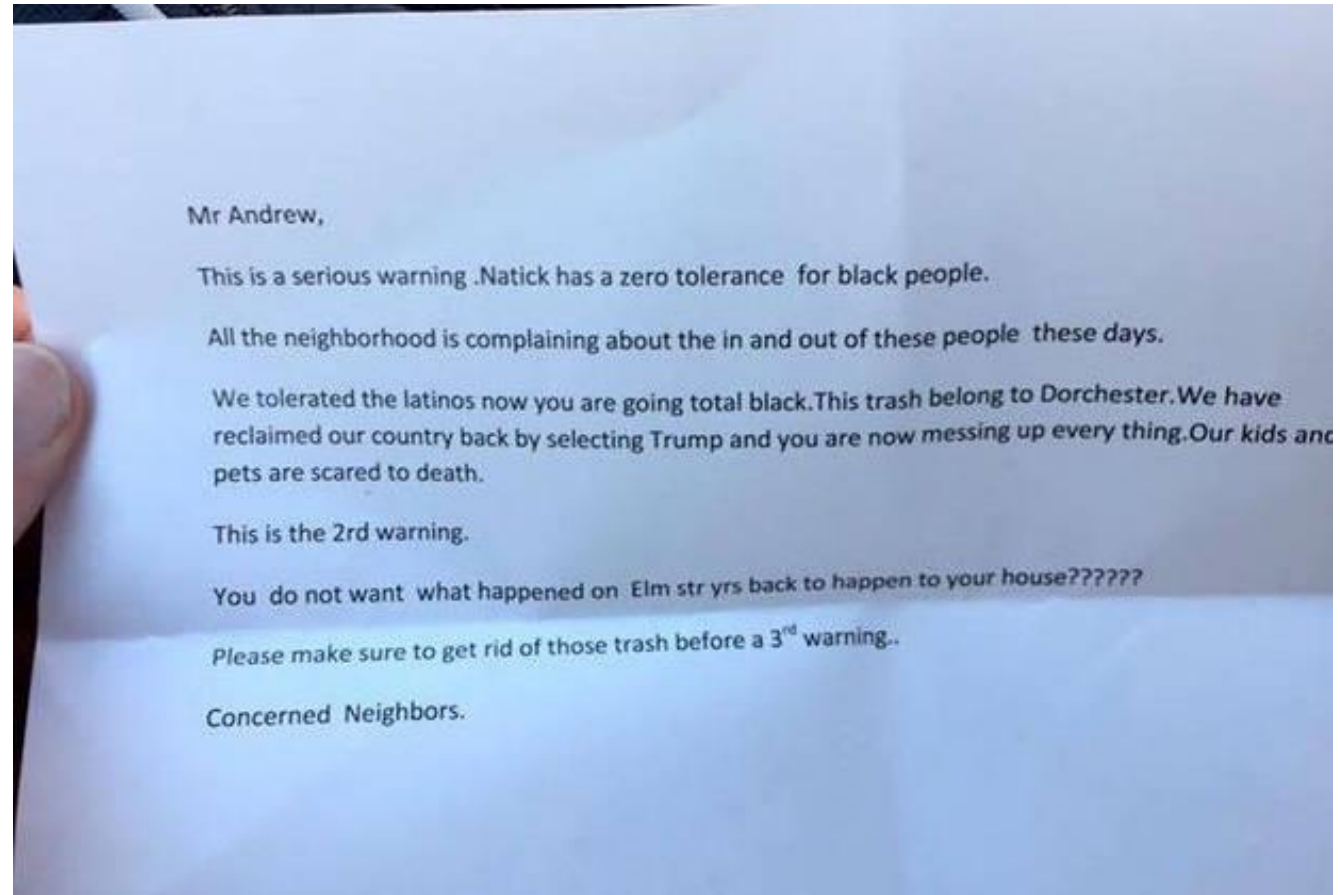 Mr Andrew,
This is a serious warning .Natick has a zero tolerance for black people.
All the neighborhood is complaining about the in and out of these people these days.
We tolerated the latinos now you are going total black.This trash belong to Dorchester.We have
reclaimed our country back by selecting Trump and you are now messing up every thing.Our kids and
pets are scared to death.
This is the 2rd warning.
You do not want what happened on Elm str yrs back to happen to your house??????
Please make sure to get rid of those trash before a 3rd warning..
Concerned Neighbors.